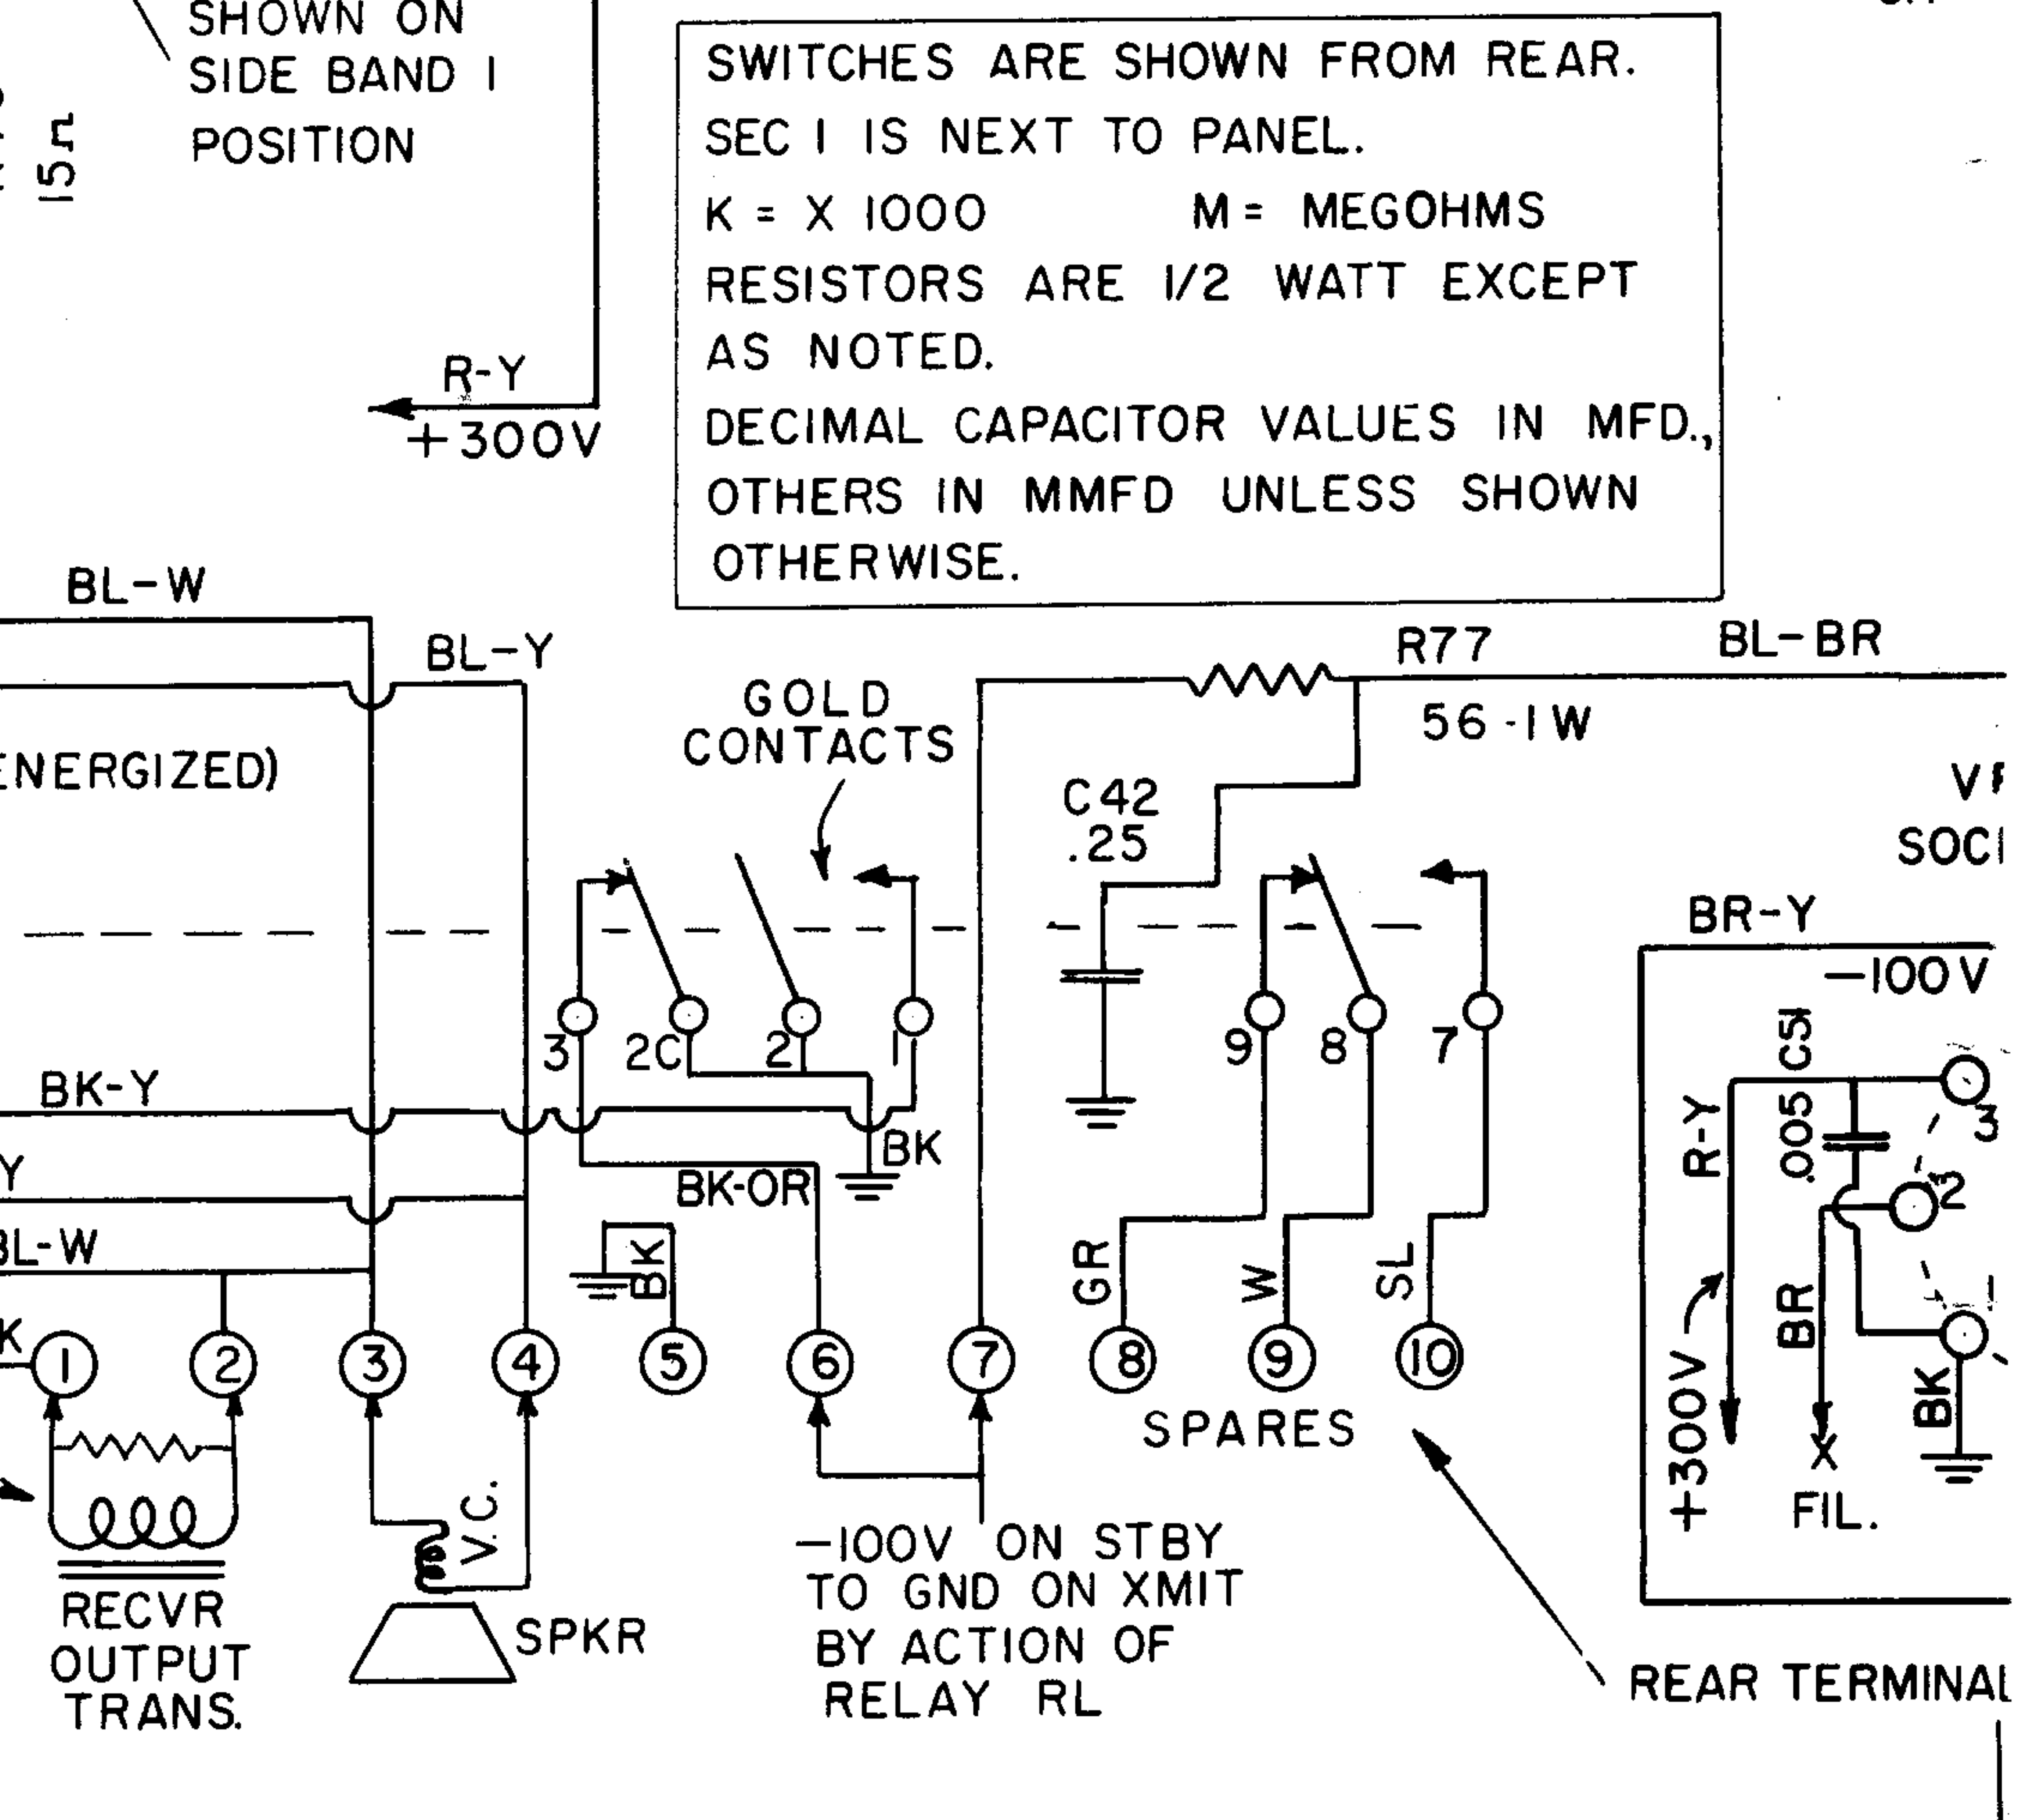 SHOWN ON
SIDE BAND 1
POSITION
15Ω
SWITCHES ARE SHOWN FROM REAR.
SEC 1 IS NEXT TO PANEL.
K = X 1000 M = MEGOHMS
RESISTORS ARE 1/2 WATT EXCEPT
AS NOTED.
DECIMAL CAPACITOR VALUES IN MFD.,
OTHERS IN MMFD UNLESS SHOWN
OTHERWISE.
R-Y
+300V
BL-W
BL-Y
ENERGIZED)
GOLD
CONTACTS
R77
56-1W
BL-BR
C42
.25
SOC
BR-Y
-100V
3
2C
2
1
9
8
7
BK-Y
BK
BK-OR
Y
BL-W
BK
GR
W
SL
C51
.005
R-Y
3
2
1
BR
BK
+300V
X
FIL.
K
1
2
3
4
5
6
7
8
9
10
SPARES
V.C.
RECVR
OUTPUT
TRANS.
SPKR
-100V ON STBY
TO GND ON XMIT
BY ACTION OF
RELAY RL
REAR TERMINAL